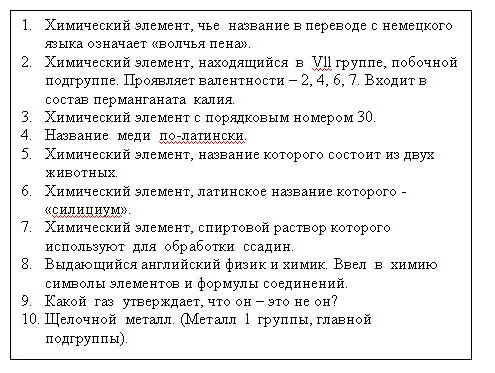 1. Химический элемент, чье название в переводе с немецкого
языка означает «волчья пена».
2. Химический элемент, находящийся в Vll группе, побочной
подгруппе. Проявляет валентности – 2, 4, 6, 7. Входит в
состав перманганата калия.
3. Химический элемент с порядковым номером 30.
4. Название меди по-латински.
5. Химический элемент, название которого состоит из двух
животных.
6. Химический элемент, латинское название которого -
«силициум».
7. Химический элемент, спиртовой раствор которого
используют для обработки ссадин.
8. Выдающийся английский физик и химик. Ввел в химию
символы элементов и формулы соединений.
9. Какой газ утверждает, что он – это не он?
10. Щелочной металл. (Металл 1 группы, главной
подгруппы).